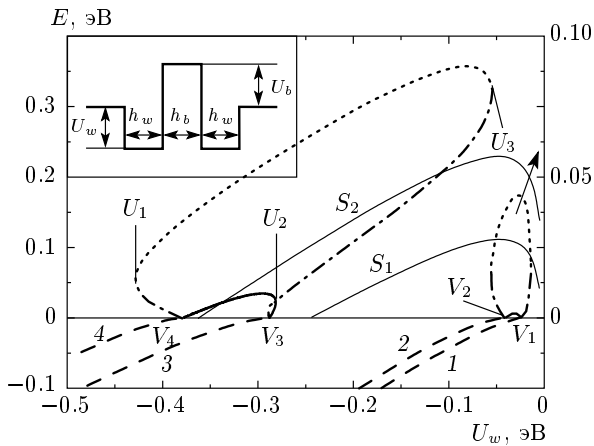 E, эВ
0.10
U_b
h_w h_b h_w
U_w
0.3
U_3
0.2
0.05
U_1
U_2
S_2
0.1
S_1
V_2
0
0
4
V_4
3
V_3
2
1
V_1
−0.1
−0.5 −0.4 −0.3 −0.2 −0.1 0
U_w, эВ